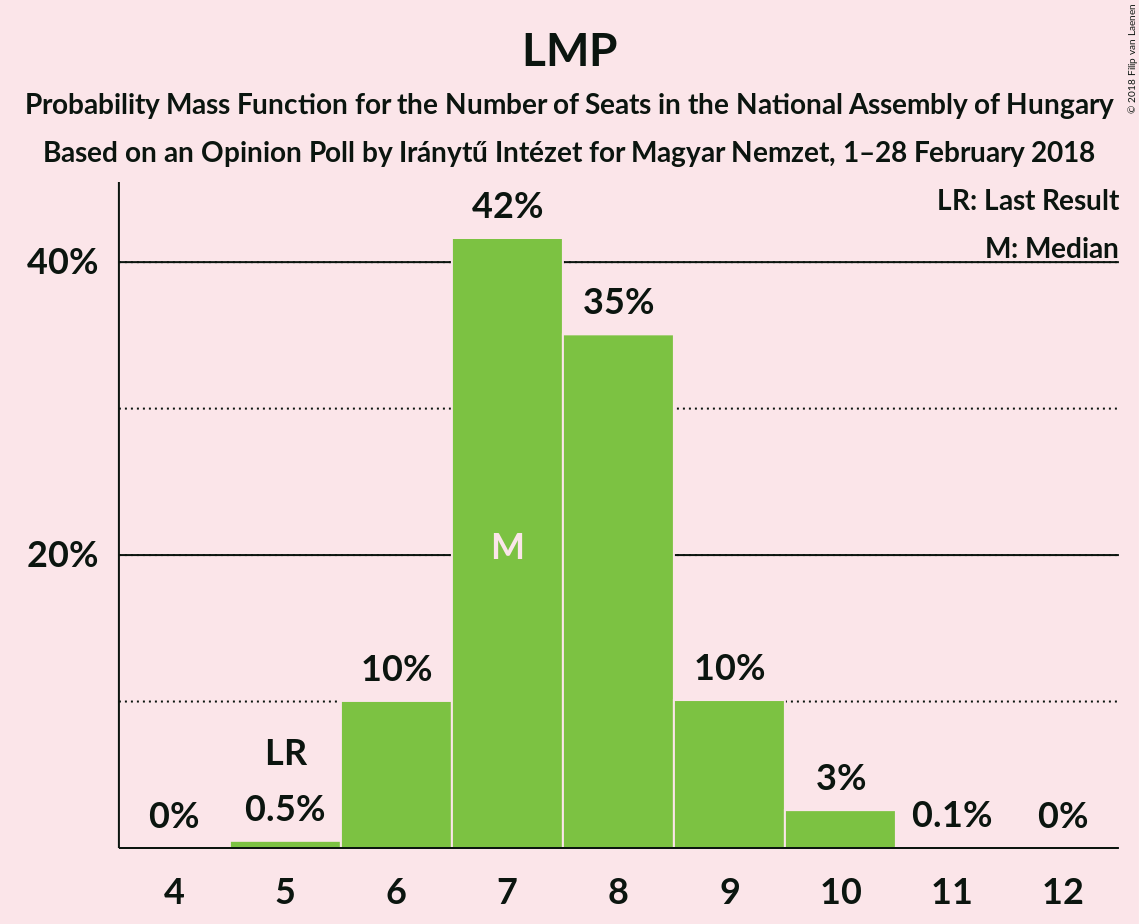 LMP
Probability Mass Function for the Number of Seats in the National Assembly of Hungary
Based on an Opinion Poll by Iránytű Intézet for Magyar Nemzet, 1–28 February 2018
© 2018 Filip van Laenen
LR: Last Result
M: Median
40%
20%
0%
LR
0.5%
10%
42%
M
35%
10%
3%
0.1%
0%
4 5 6 7 8 9 10 11 12